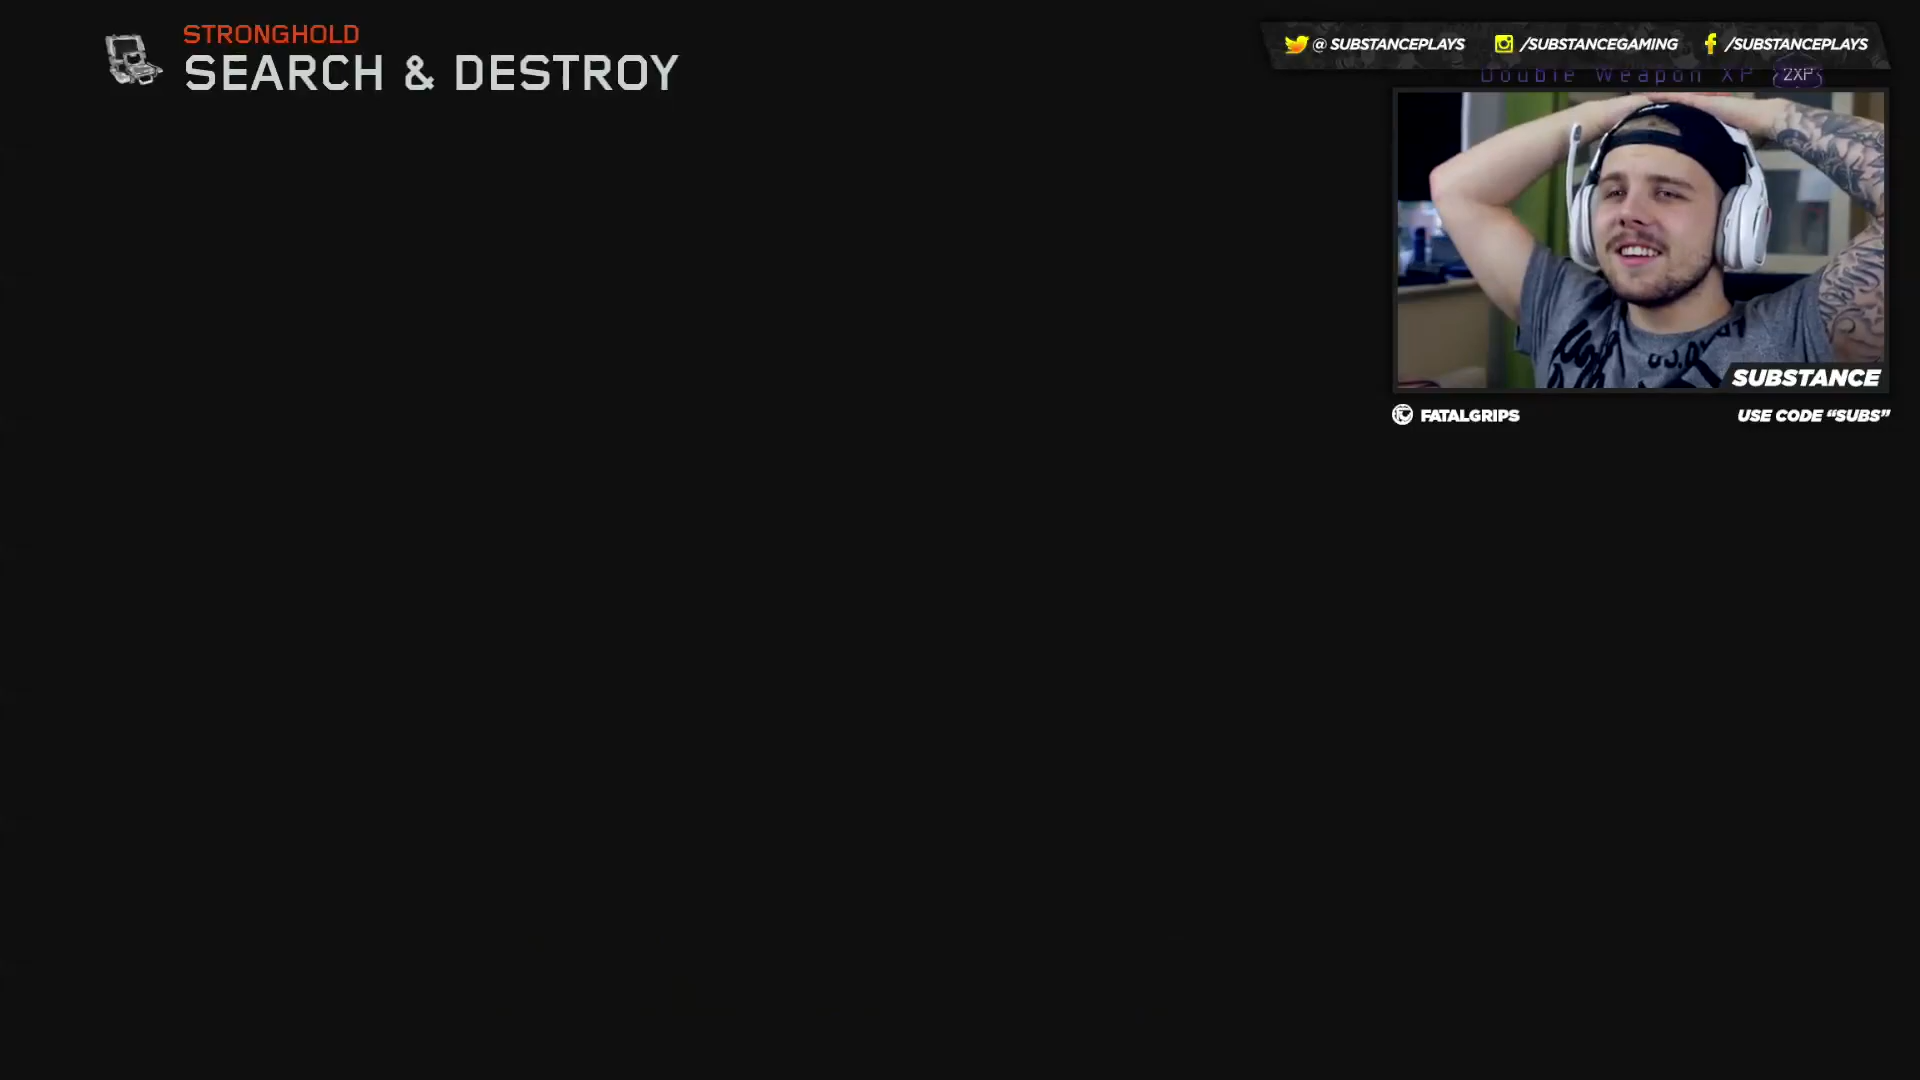 STRONGHOLD
SEARCH & DESTROY
@ SUBSTANCEPLAYS
/SUBSTANCEGAMING
/SUBSTANCEPLAYS
Double Weapon XP
2XP
SUBSTANCE
FATALGRIPS
USE CODE “SUBS”